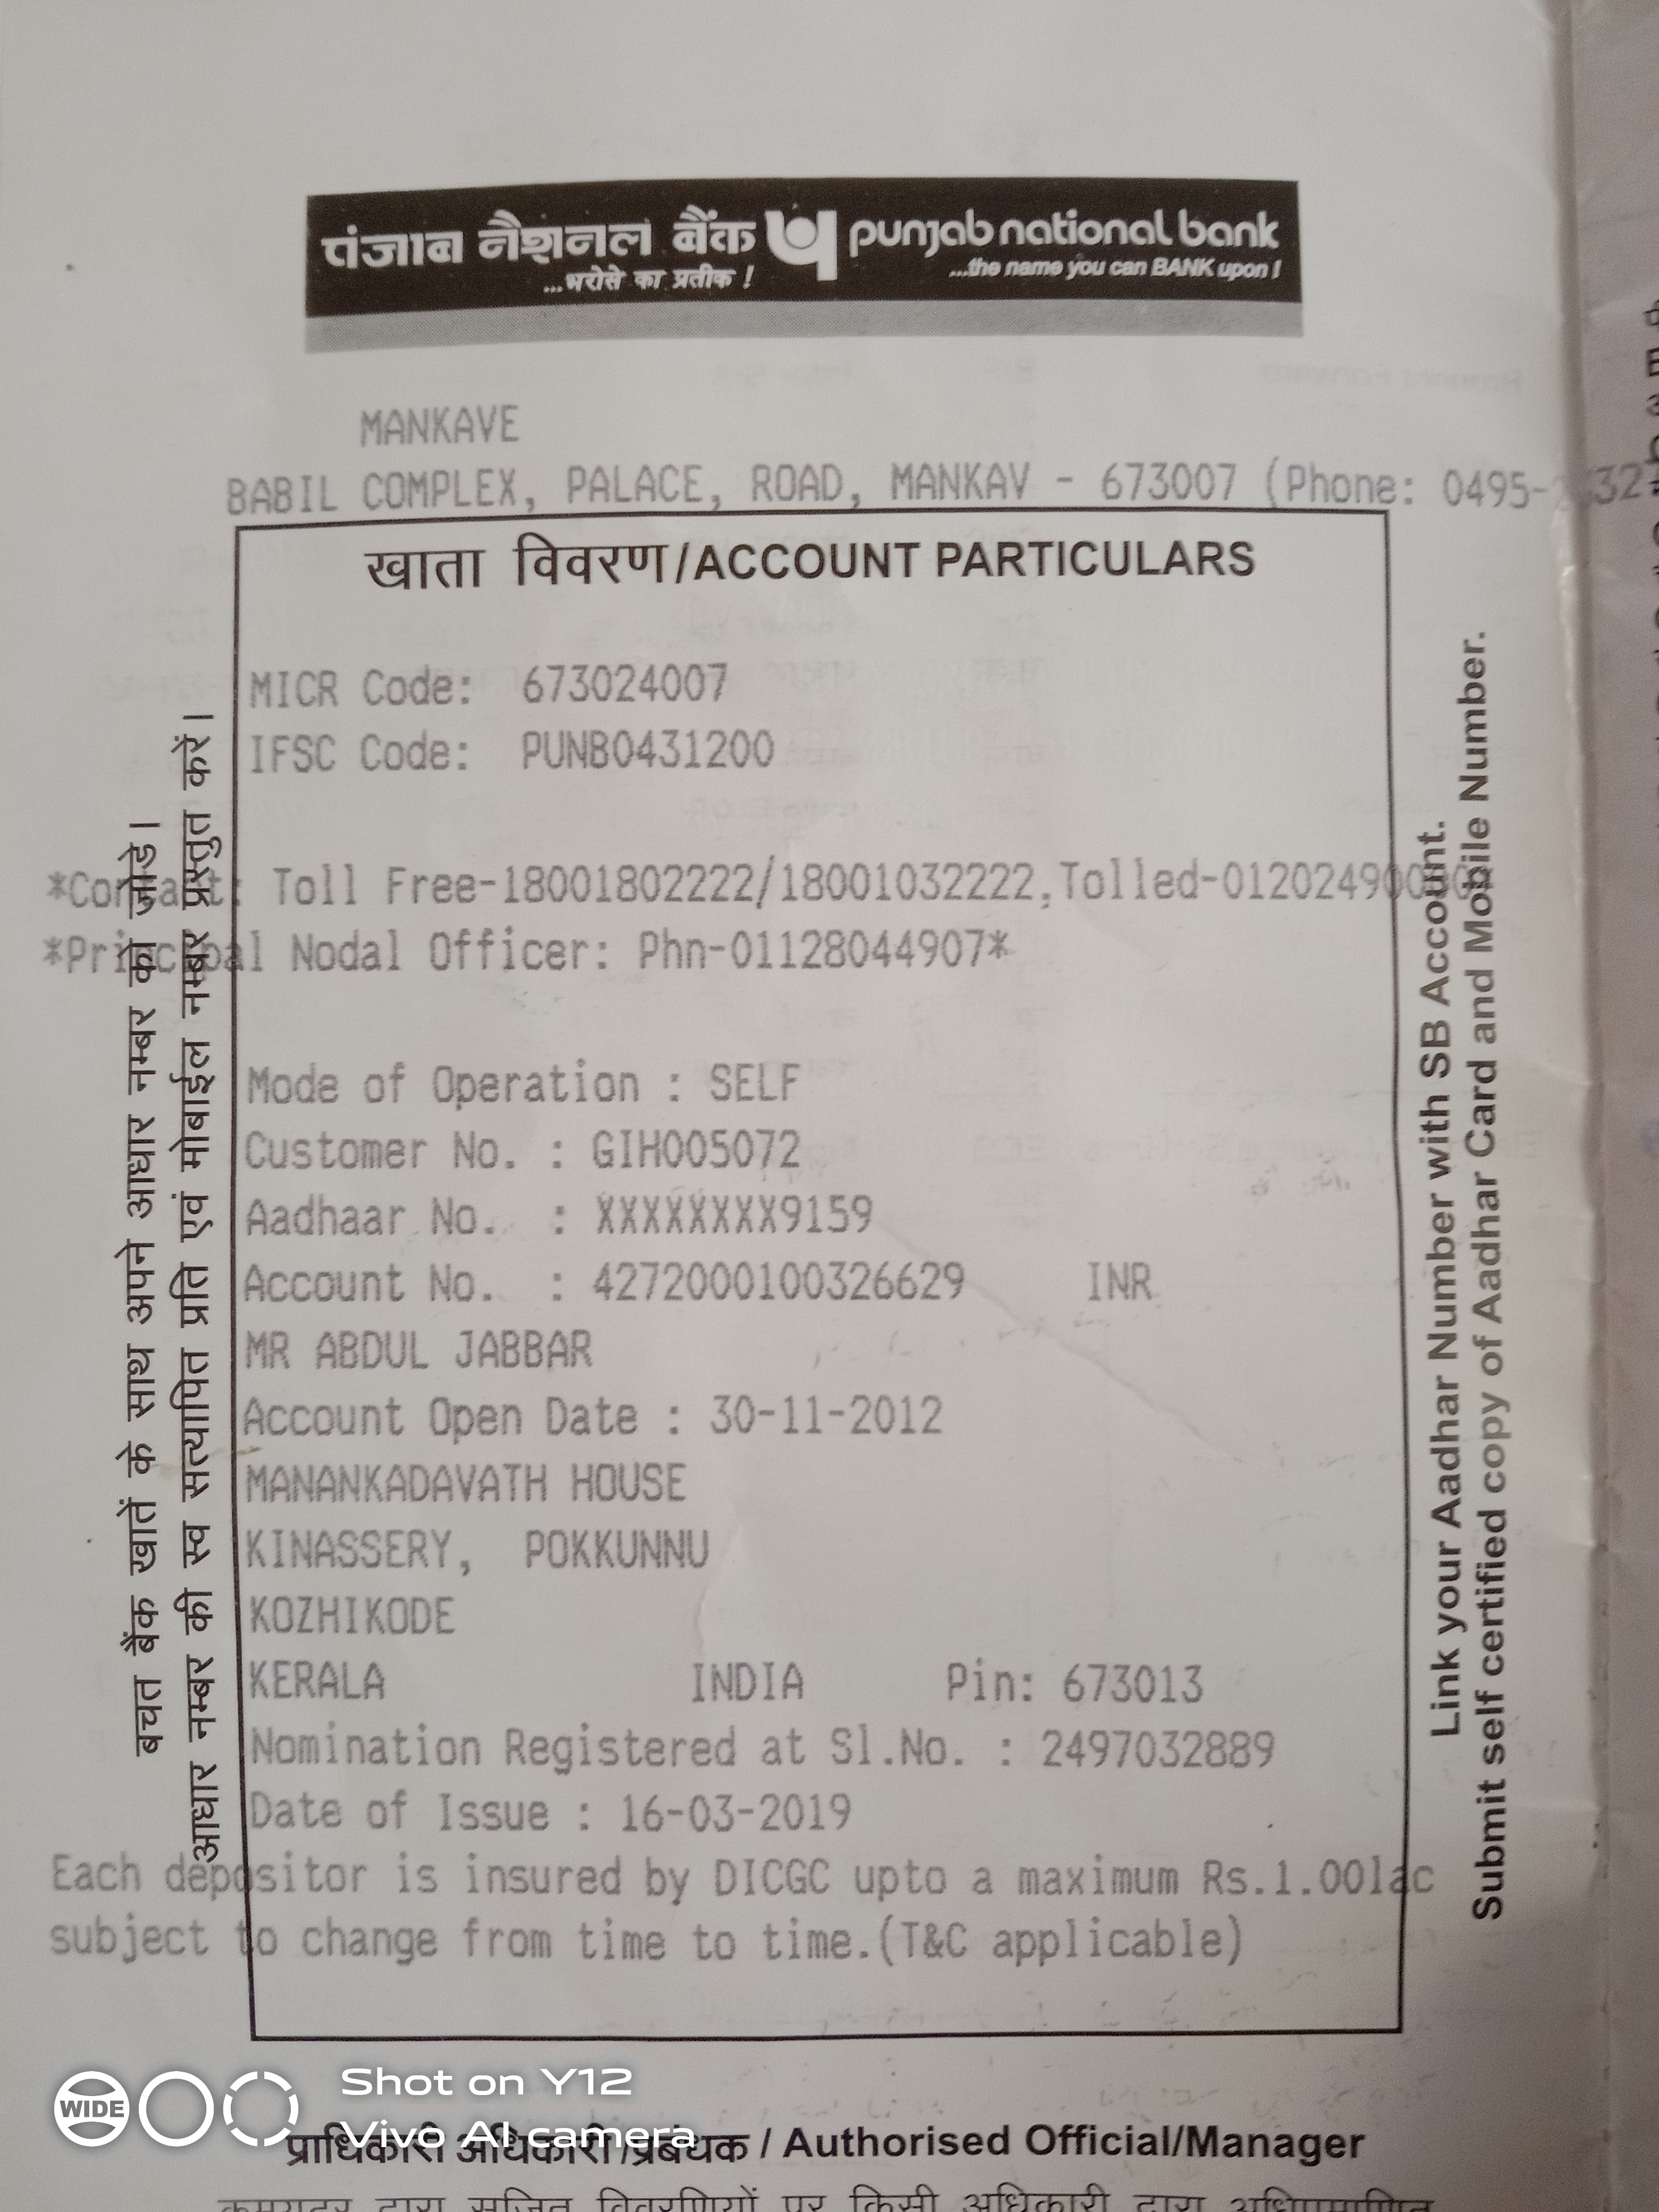 पंजाब नैशनल बैंक punjab national bank
...भरोसे का प्रतीक ! ...the name you can BANK upon !
MANKAVE
BABIL COMPLEX, PALACE, ROAD, MANKAV - 673007 (Phone: 0495-
खाता विवरण/ACCOUNT PARTICULARS
MICR Code: 673024007
IFSC Code: PUNB0431200
*Contact: Toll Free-18001802222/18001032222,Tolled-01202490000
*Principal Nodal Officer: Phn-01128044907*
Mode of Operation : SELF
Customer No. : GIH005072
Aadhaar No. : XXXXXXXX9159
Account No. : 4272000100326629 INR
MR ABDUL JABBAR
Account Open Date : 30-11-2012
MANANKADAVATH HOUSE
KINASSERY, POKKUNNU
KOZHIKODE
KERALA INDIA Pin: 673013
Nomination Registered at Sl.No. : 2497032889
Date of Issue : 16-03-2019
Each depositor is insured by DICGC upto a maximum Rs.1.00lac
subject to change from time to time.(T&C applicable)
बचत बैंक खातें के साथ अपने आधार नम्बर को जोडे।
आधार नम्बर की स्व सत्यापित प्रति एवं मोबाईल नम्बर प्रस्तुत करें।
Link your Aadhar Number with SB Account.
Submit self certified copy of Aadhar Card and Mobile Number.
WIDE
Shot on Y12
Vivo AI camera
प्राधिकारी अधिकारी/प्रबंधक / Authorised Official/Manager
द्वारा सृजित विवरणियों पर किसी अधिकारी द्वारा